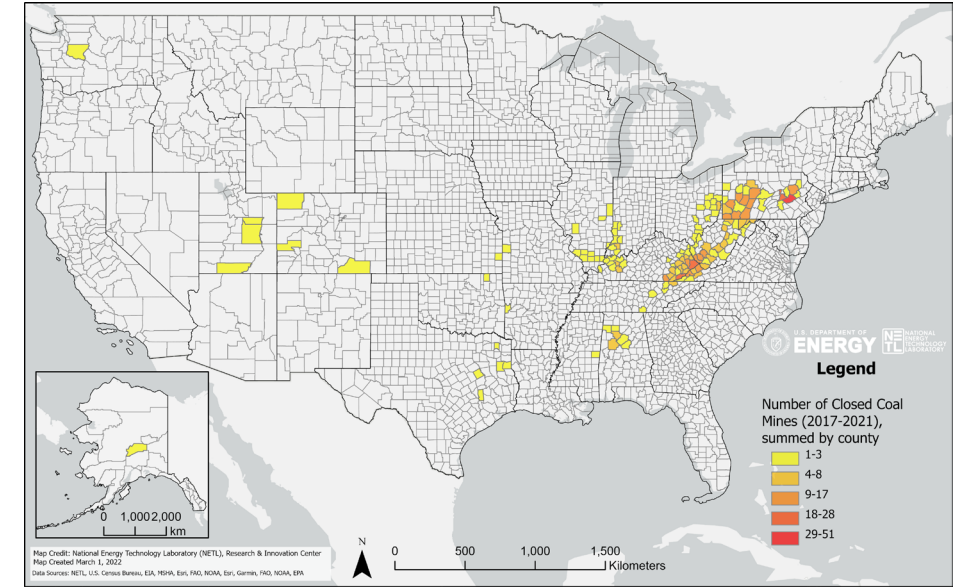 U.S. DEPARTMENT OF
ENERGY
NE
TL
NATIONAL
ENERGY
TECHNOLOGY
LABORATORY
Legend
Number of Closed Coal
Mines (2017-2021),
summed by county
1-3
4-8
9-17
18-28
29-51
0 1,000 2,000
km
Map Credit: National Energy Technology Laboratory (NETL), Research & Innovation Center
Map Created March 1, 2022
Data Sources: NETL, U.S. Census Bureau, EIA, MSHA, Esri, FAO, NOAA, Esri, Garmin, FAO, NOAA, EPA
N
0 500 1,000 1,500
Kilometers